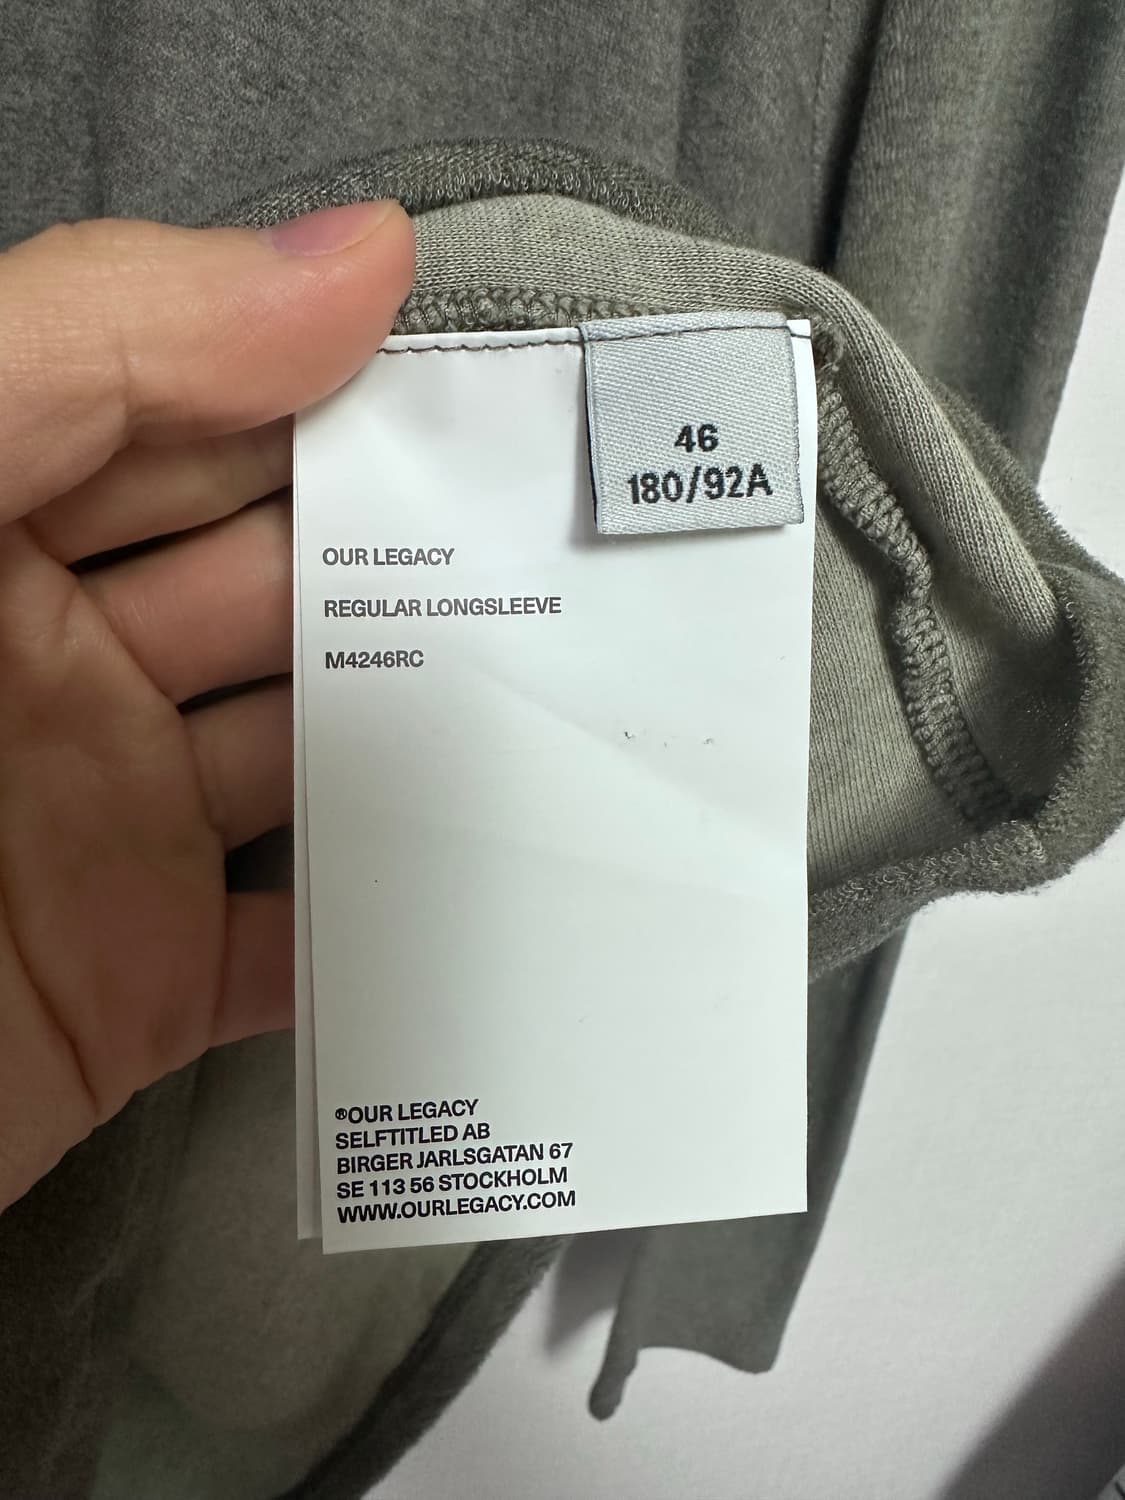 46
180/92A
OUR LEGACY
REGULAR LONGSLEEVE
M4246RC
®OUR LEGACY
SELFTITLED AB
BIRGER JARLSGATAN 67
SE 113 56 STOCKHOLM
WWW.OURLEGACY.COM